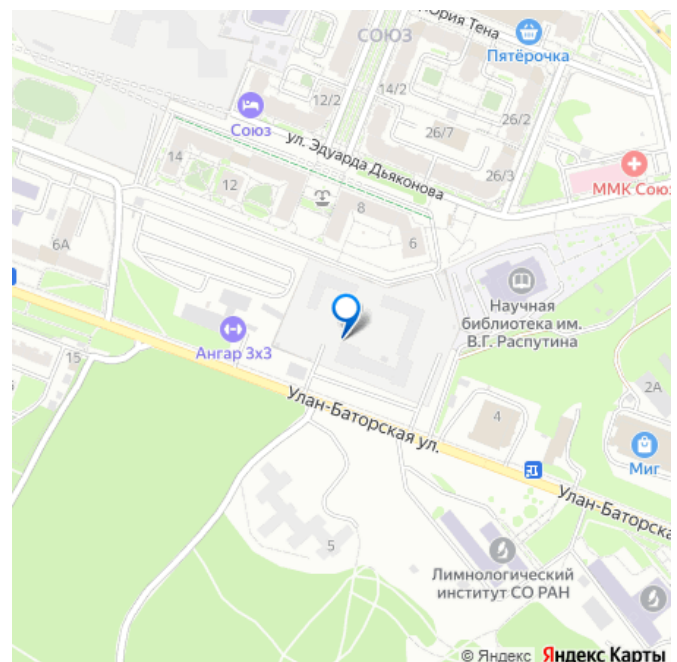 Юрия Тена
Пятёрочка
СОЮЗ
12/2
14/2
26/2
26/7
Союз
ул. Эдуарда Дьяконова
26/3
ММК Союз
14
12
8
6
6А
Научная
библиотека им.
В.Г. Распутина
Ангар 3х3
15
Улан-Баторская ул.
4
2А
Миг
Улан-Баторска
5
Лимнологический
институт СО РАН
© Яндекс Яндекс Карты